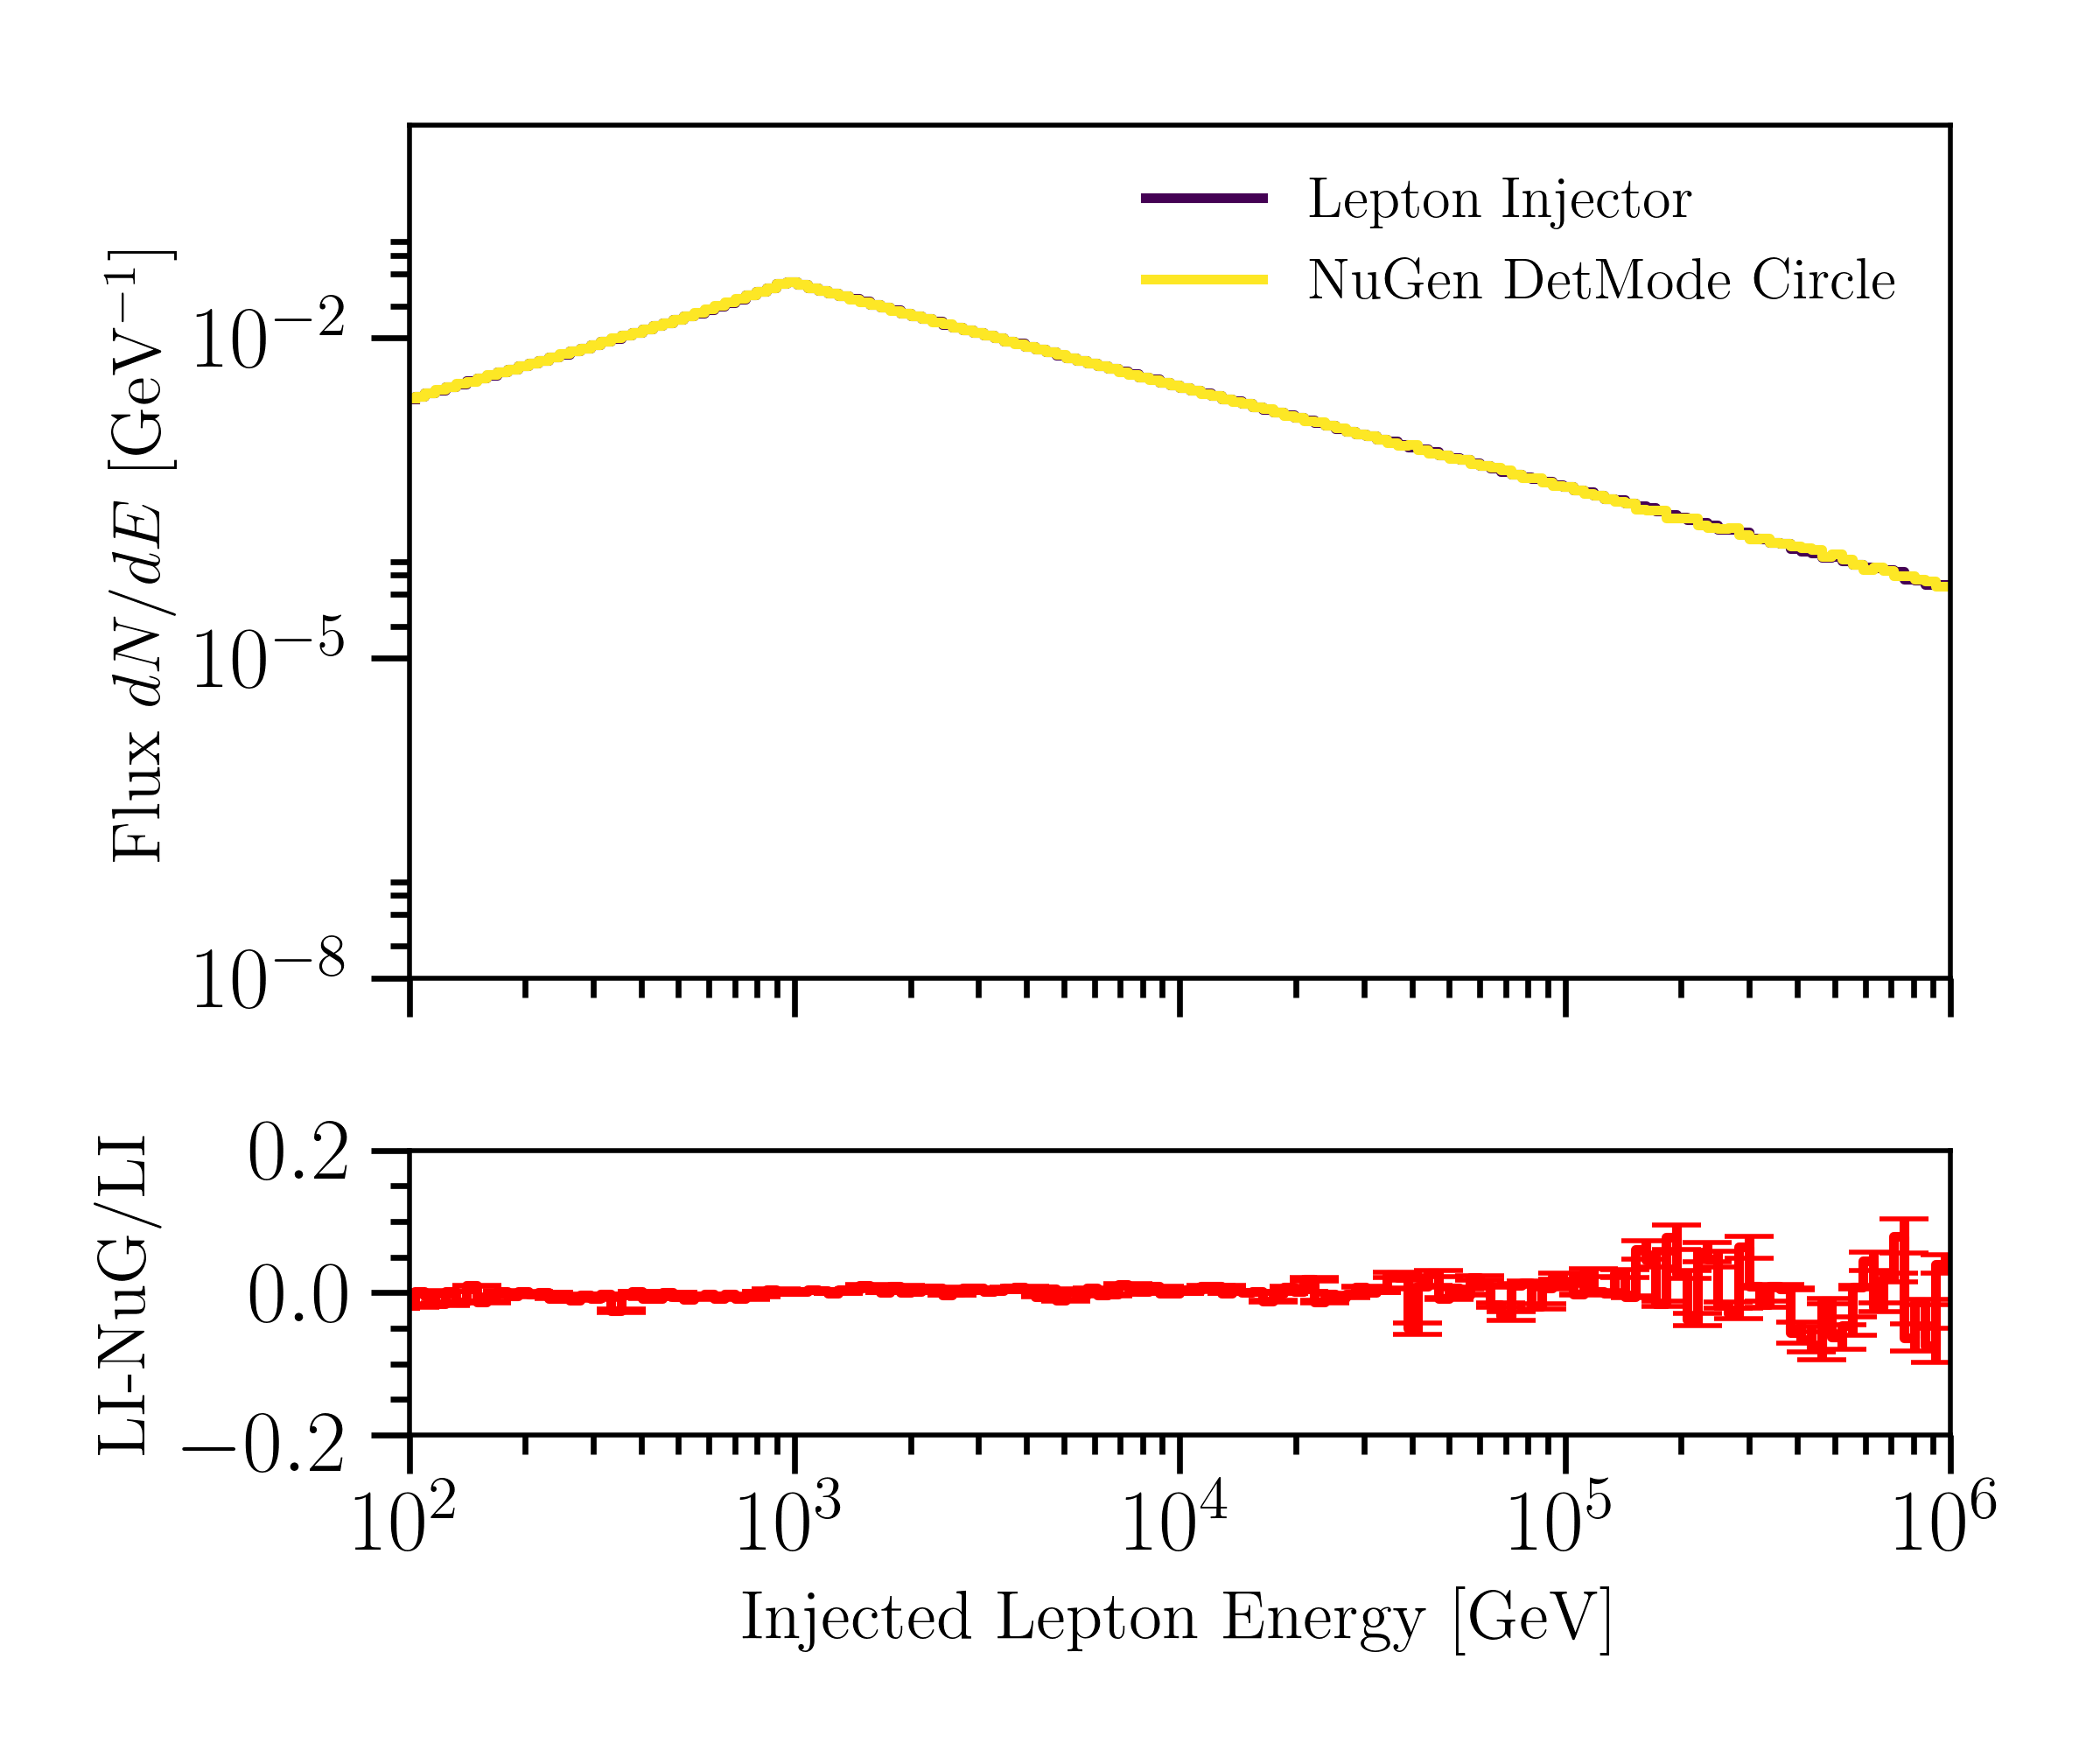 Lepton Injector
NuGen DetMode Circle
Flux dN/dE [GeV⁻¹]
10⁻²
10⁻⁵
10⁻⁸
LI-NuG/LI
0.2
0.0
−0.2
10² 10³ 10⁴ 10⁵ 10⁶
Injected Lepton Energy [GeV]